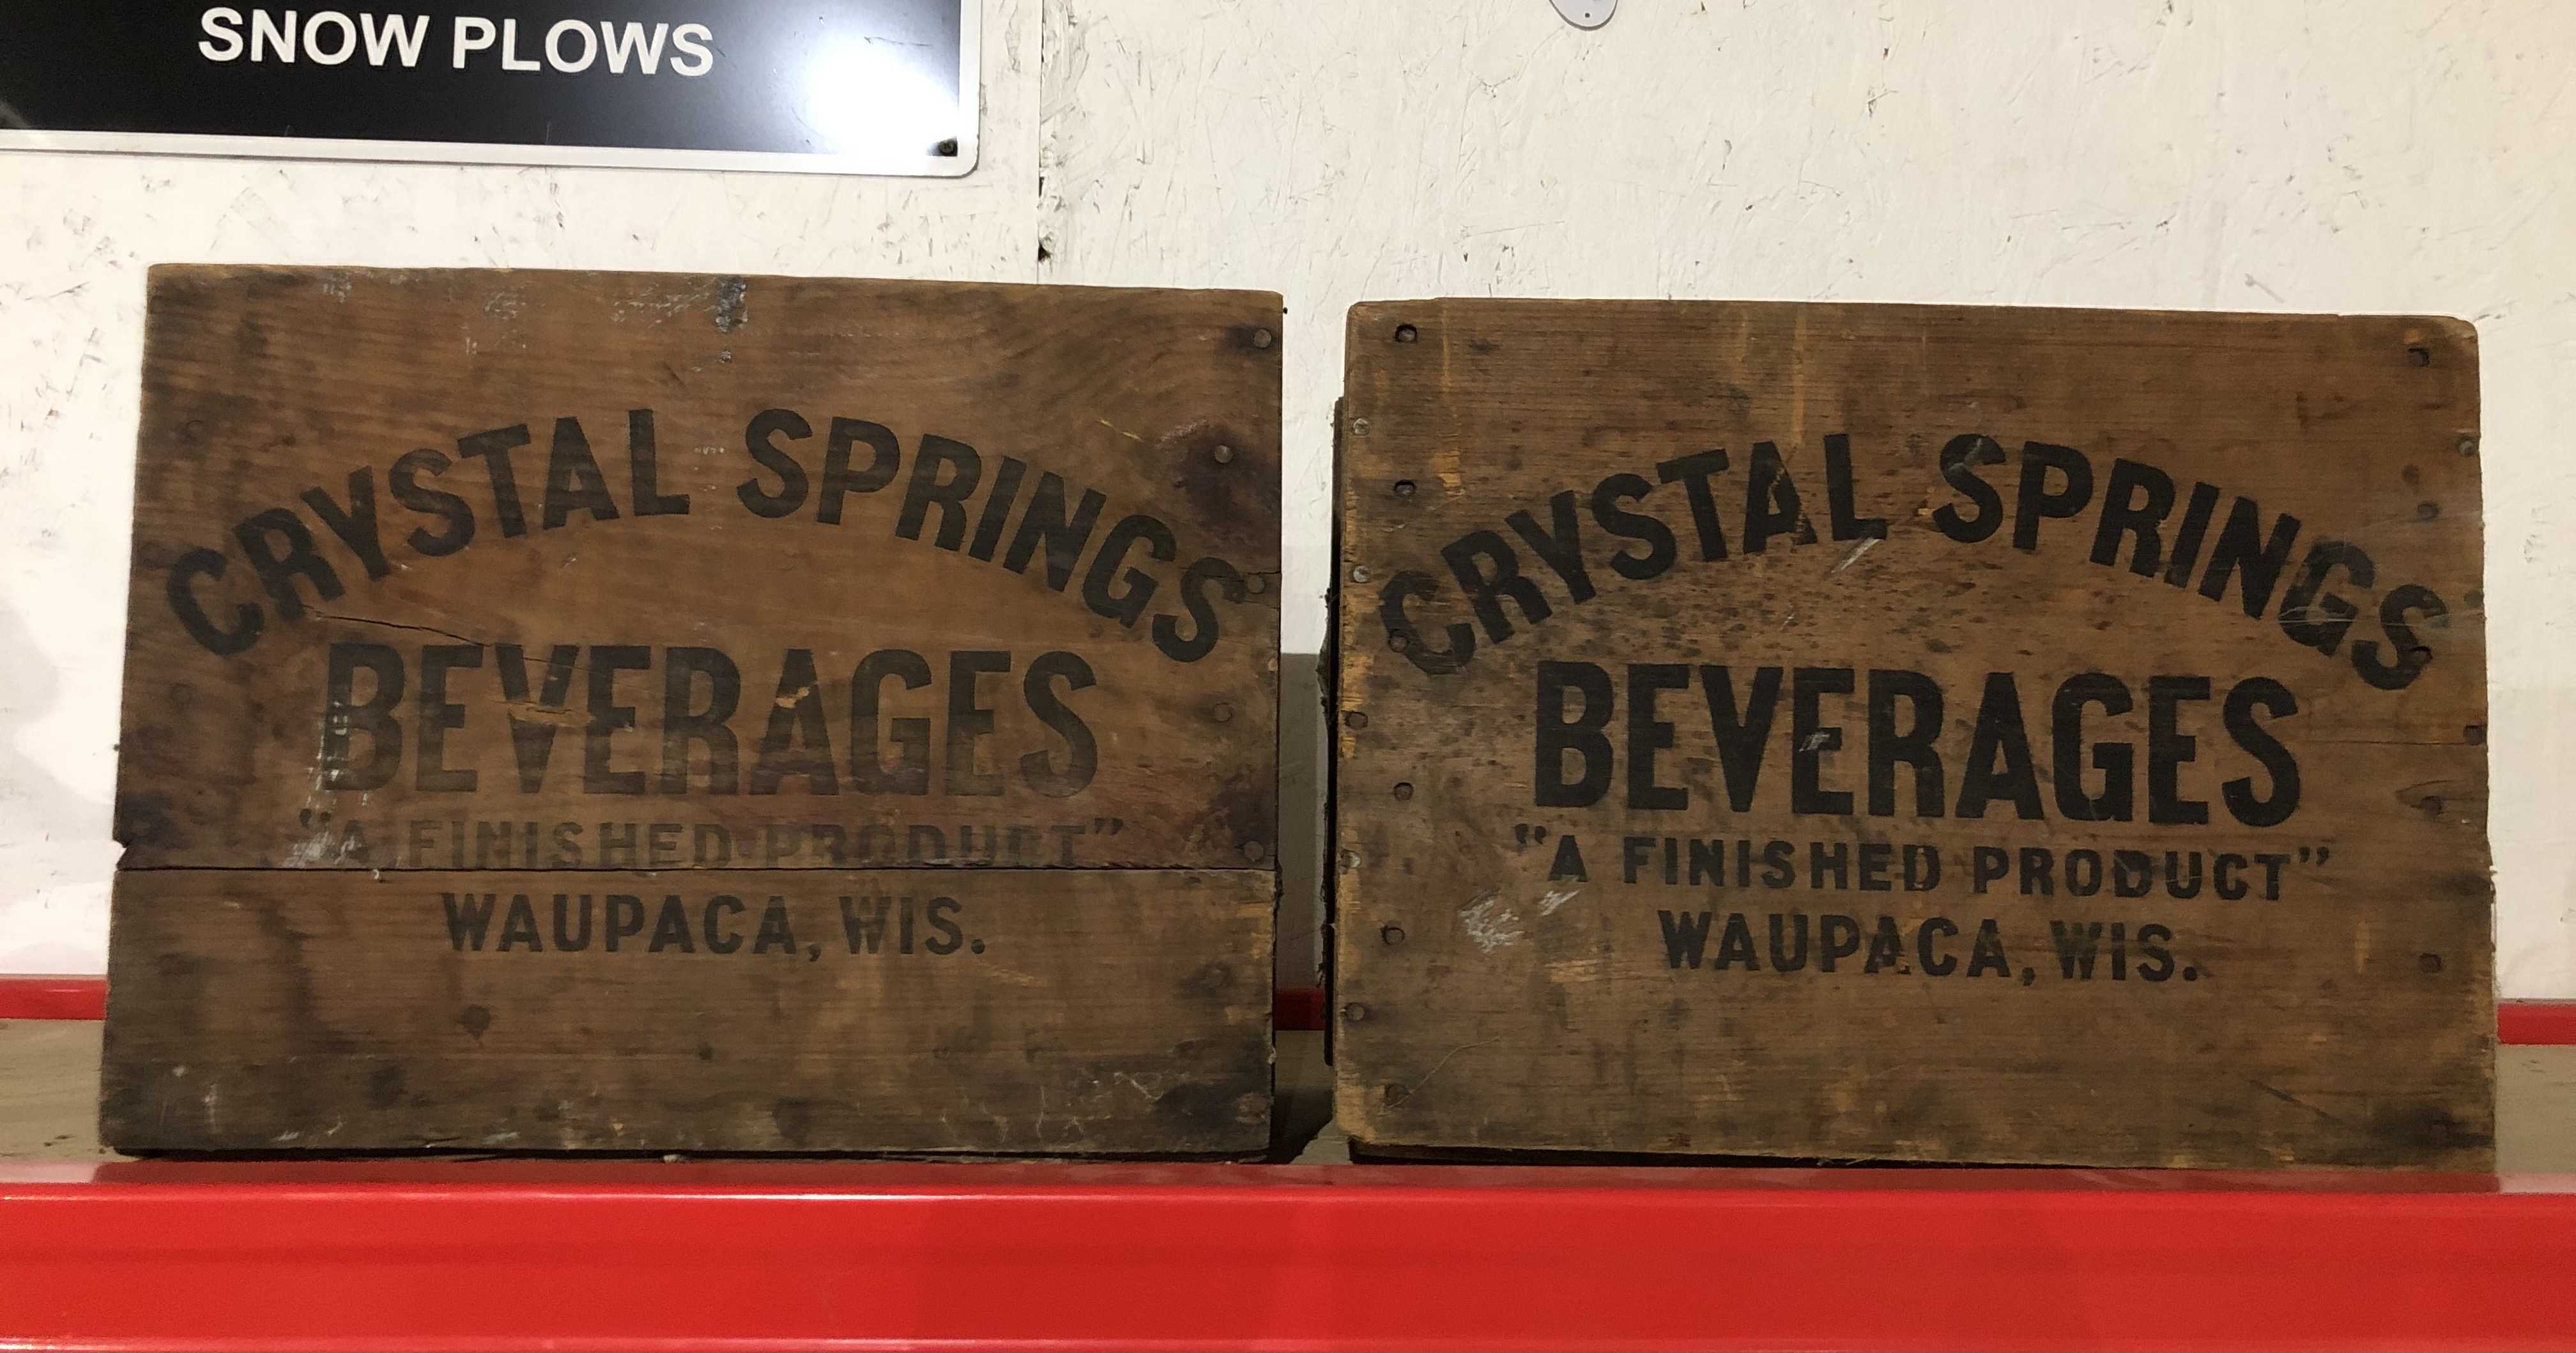 SNOW PLOWS
CRYSTAL SPRINGS
BEVERAGES
"A FINISHED PRODUCT"
WAUPACA, WIS.
CRYSTAL SPRINGS
BEVERAGES
"A FINISHED PRODUCT"
WAUPACA, WIS.